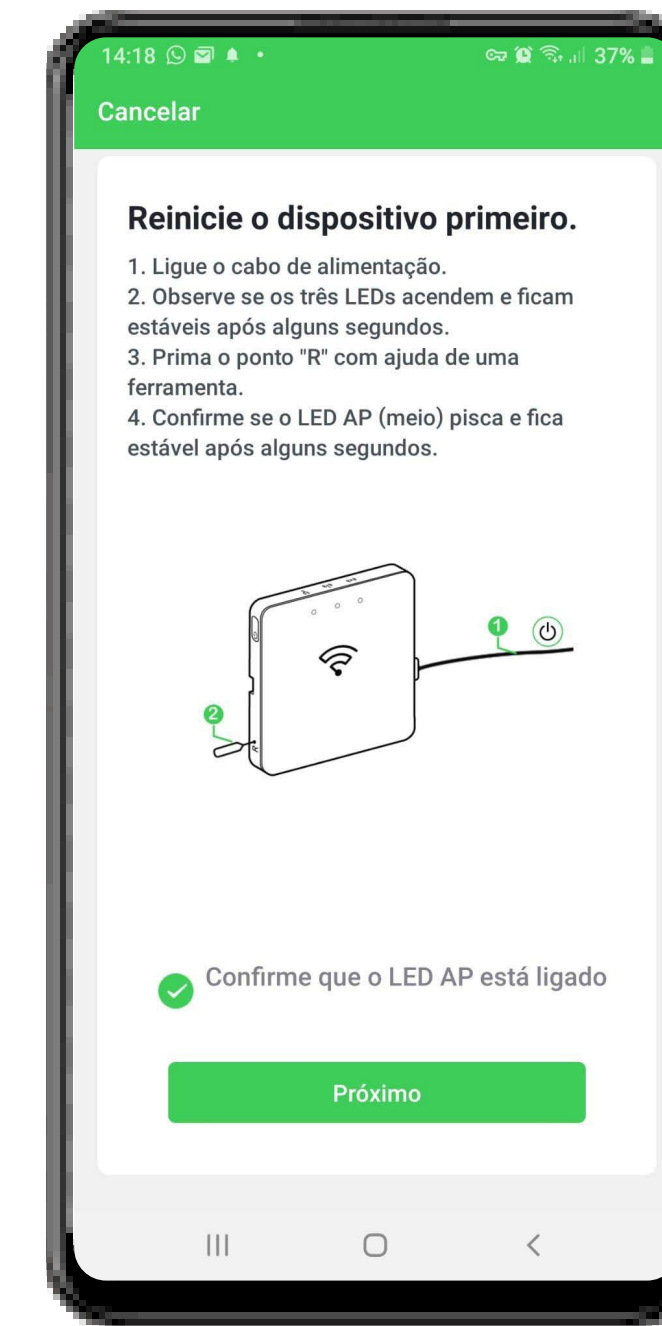 14:18 37%
Cancelar
Reinicie o dispositivo primeiro.
1. Ligue o cabo de alimentação.
2. Observe se os três LEDs acendem e ficam
estáveis após alguns segundos.
3. Prima o ponto "R" com ajuda de uma
ferramenta.
4. Confirme se o LED AP (meio) pisca e fica
estável após alguns segundos.
1
2
R
Confirme que o LED AP está ligado
Próximo